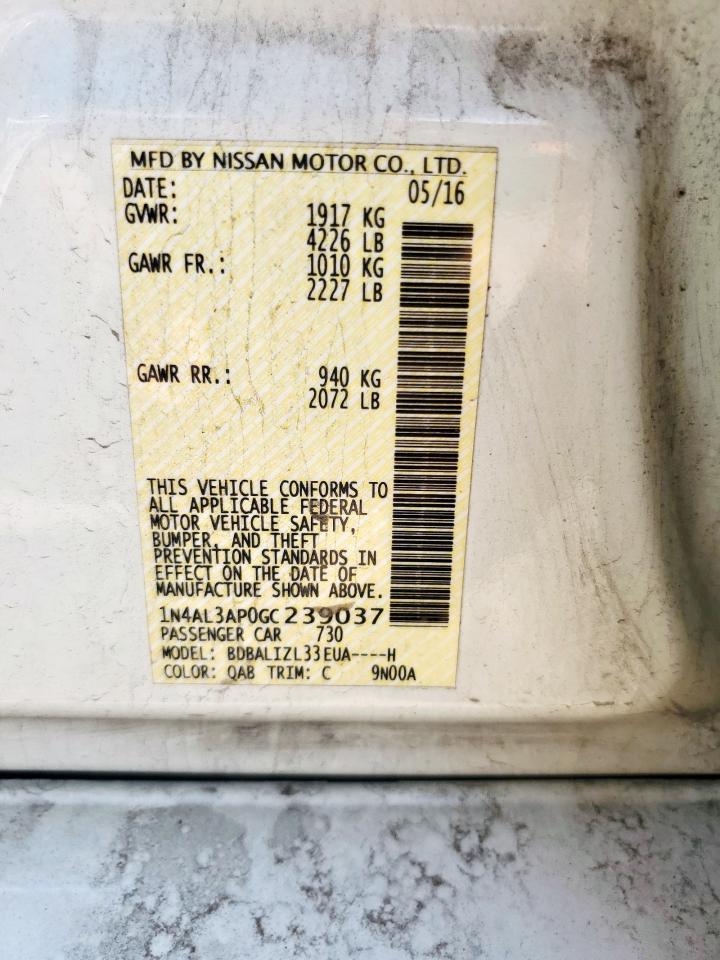 MFD BY NISSAN MOTOR CO., LTD.
DATE: 05/16
GVWR: 1917 KG
4226 LB
GAWR FR.: 1010 KG
2227 LB
GAWR RR.: 940 KG
2072 LB
THIS VEHICLE CONFORMS TO
ALL APPLICABLE FEDERAL
MOTOR VEHICLE SAFETY,
BUMPER, AND THEFT
PREVENTION STANDARDS IN
EFFECT ON THE DATE OF
MANUFACTURE SHOWN ABOVE.
1N4AL3AP0GC239037
PASSENGER CAR 730
MODEL: BDBALIZL33EUA----H
COLOR: QAB TRIM: C 9N00A